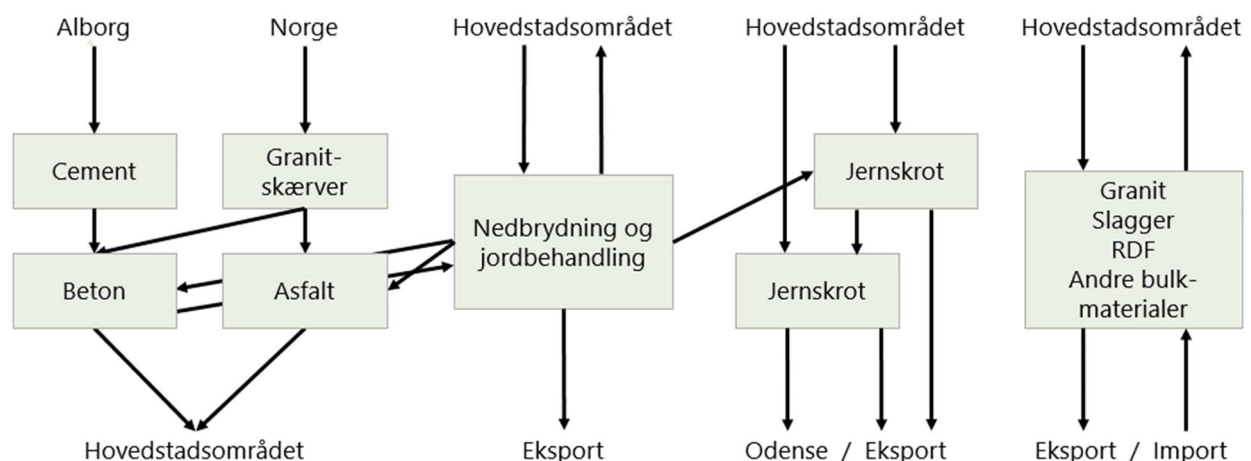 Alborg
Norge
Hovedstadsområdet
Hovedstadsområdet
Hovedstadsområdet
Cement
Granit-
skærver
Jernskrot
Nedbrydning og
jordbehandling
Granit
Slagger
RDF
Andre bulk-
materialer
Beton
Asfalt
Jernskrot
Hovedstadsområdet
Eksport
Odense / Eksport
Eksport / Import